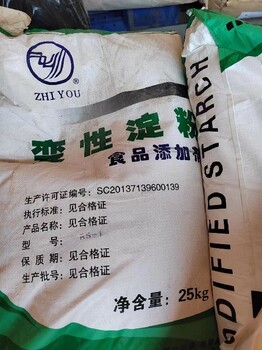 ZHI YOU
变性淀粉
食品添加剂
生产许可证编号: SC20137139600139
执行标准: 见合格证
产品名称: 见合格证
型 号:
保 质 期: 见合格证
生产批号: 见合格证
净含量: 25kg
ODIFIED STARCH